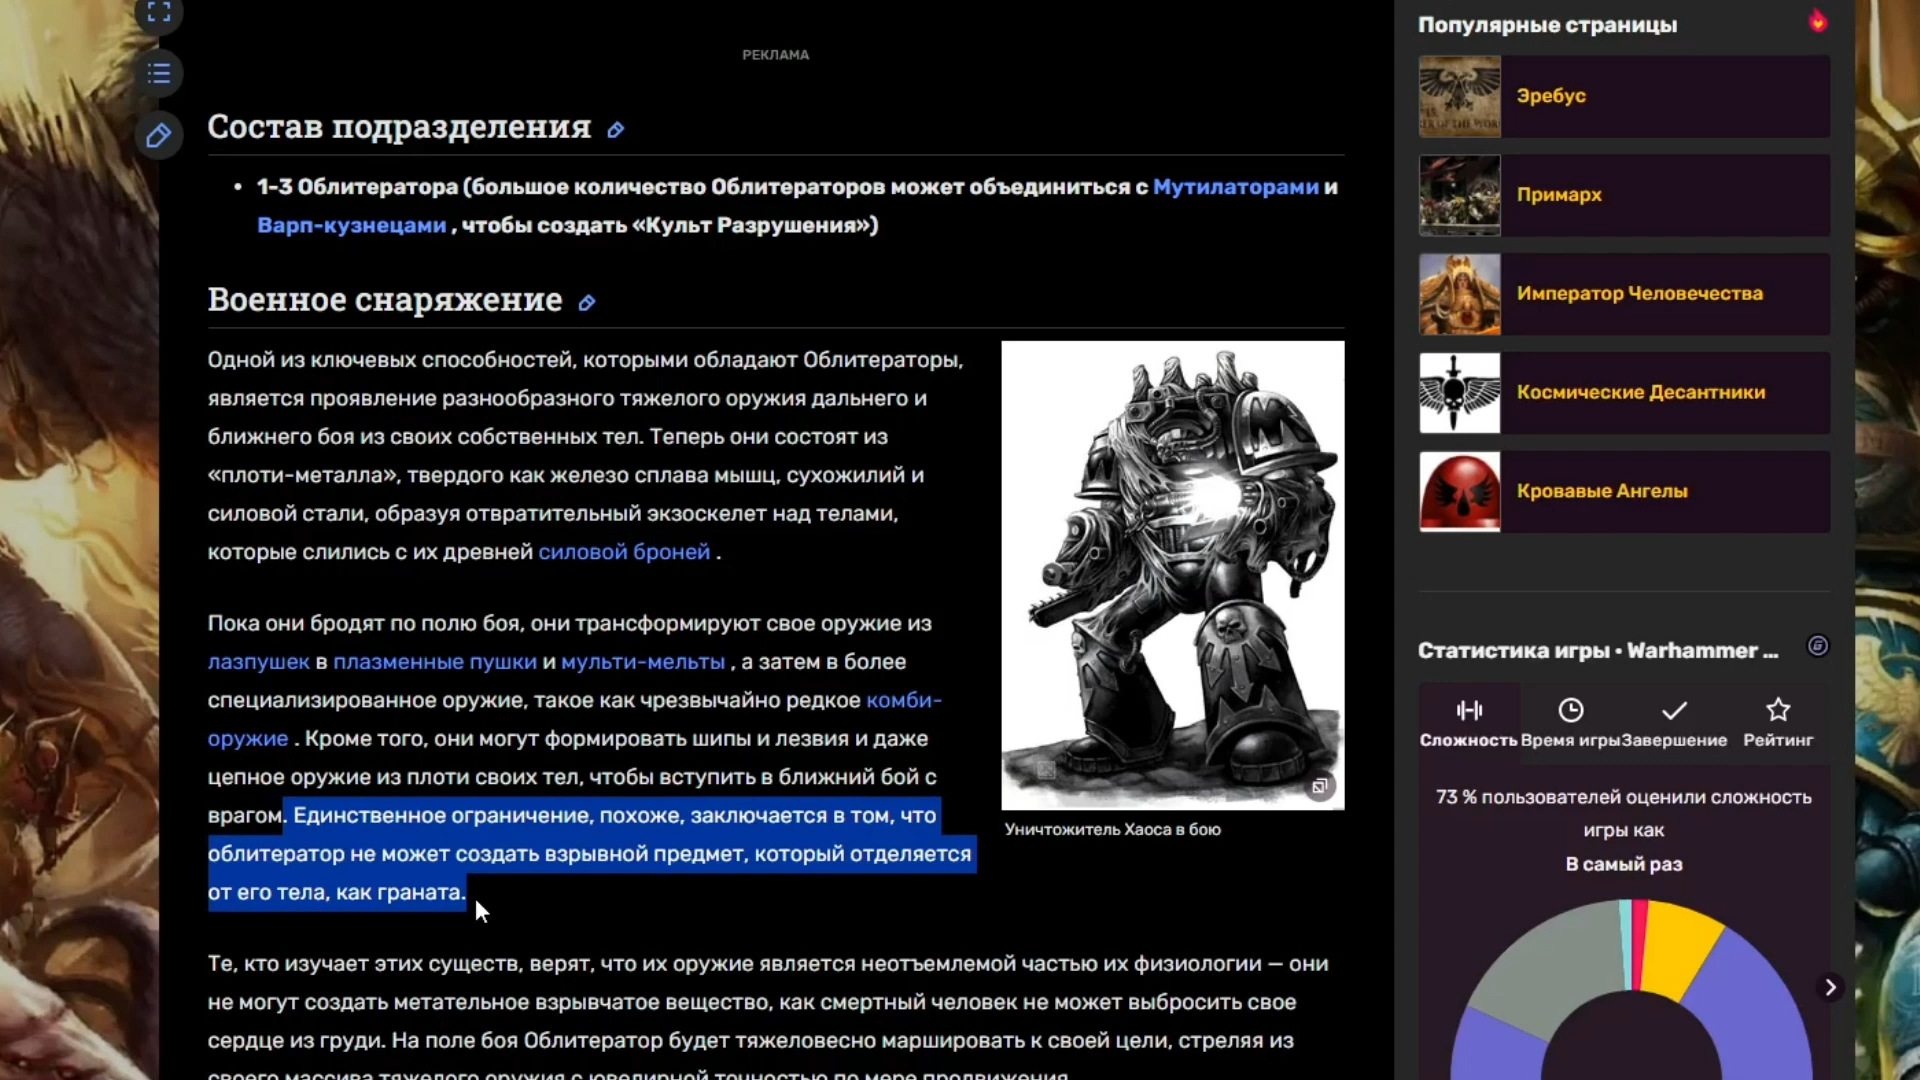 РЕКЛАМА
Состав подразделения
• 1-3 Облитератора (большое количество Облитераторов может объединиться с Мутилаторами и
Варп-кузнецами , чтобы создать «Культ Разрушения»)
Военное снаряжение
Одной из ключевых способностей, которыми обладают Облитераторы,
является проявление разнообразного тяжелого оружия дальнего и
ближнего боя из своих собственных тел. Теперь они состоят из
«плоти-металла», твердого как железо сплава мышц, сухожилий и
силовой стали, образуя отвратительный экзоскелет над телами,
которые слились с их древней силовой броней .
Пока они бродят по полю боя, они трансформируют свое оружие из
лазпушек в плазменные пушки и мульти-мельты , а затем в более
специализированное оружие, такое как чрезвычайно редкое комби-
оружие . Кроме того, они могут формировать шипы и лезвия и даже
цепное оружие из плоти своих тел, чтобы вступить в ближний бой с
врагом. Единственное ограничение, похоже, заключается в том, что
облитератор не может создать взрывной предмет, который отделяется
от его тела, как граната.
Уничтожитель Хаоса в бою
Те, кто изучает этих существ, верят, что их оружие является неотъемлемой частью их физиологии — они
не могут создать метательное взрывчатое вещество, как смертный человек не может выбросить свое
сердце из груди. На поле боя Облитератор будет тяжеловесно маршировать к своей цели, стреляя из
своего массива тяжелого оружия с ювелирной точностью по мере продвижения.
Популярные страницы
Эребус
Примарх
Император Человечества
Космические Десантники
Кровавые Ангелы
Статистика игры • Warhammer ...
Сложность Время игры Завершение Рейтинг
73 % пользователей оценили сложность
игры как
В самый раз